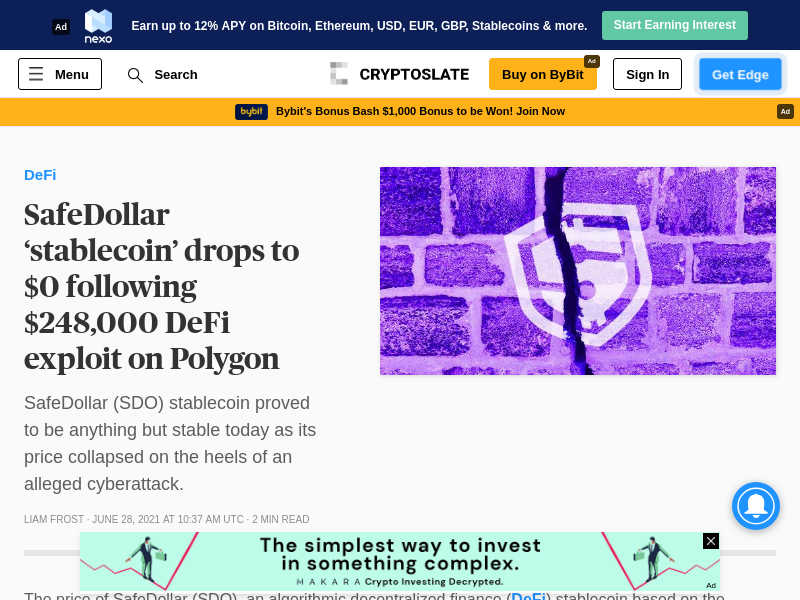 Ad
nexo
Earn up to 12% APY on Bitcoin, Ethereum, USD, EUR, GBP, Stablecoins & more.
Start Earning Interest
Menu
Search
CRYPTOSLATE
Buy on ByBit
Ad
Sign In
Get Edge
bybit
Bybit's Bonus Bash $1,000 Bonus to be Won! Join Now
Ad
DeFi
SafeDollar
‘stablecoin’ drops to
$0 following
$248,000 DeFi
exploit on Polygon
SafeDollar (SDO) stablecoin proved
to be anything but stable today as its
price collapsed on the heels of an
alleged cyberattack.
LIAM FROST · JUNE 28, 2021 AT 10:37 AM UTC · 2 MIN READ
The simplest way to invest
in something complex.
MAKARA Crypto Investing Decrypted.
Ad
The price of SafeDollar (SDO), an algorithmic decentralized finance (DeFi) stablecoin based on the